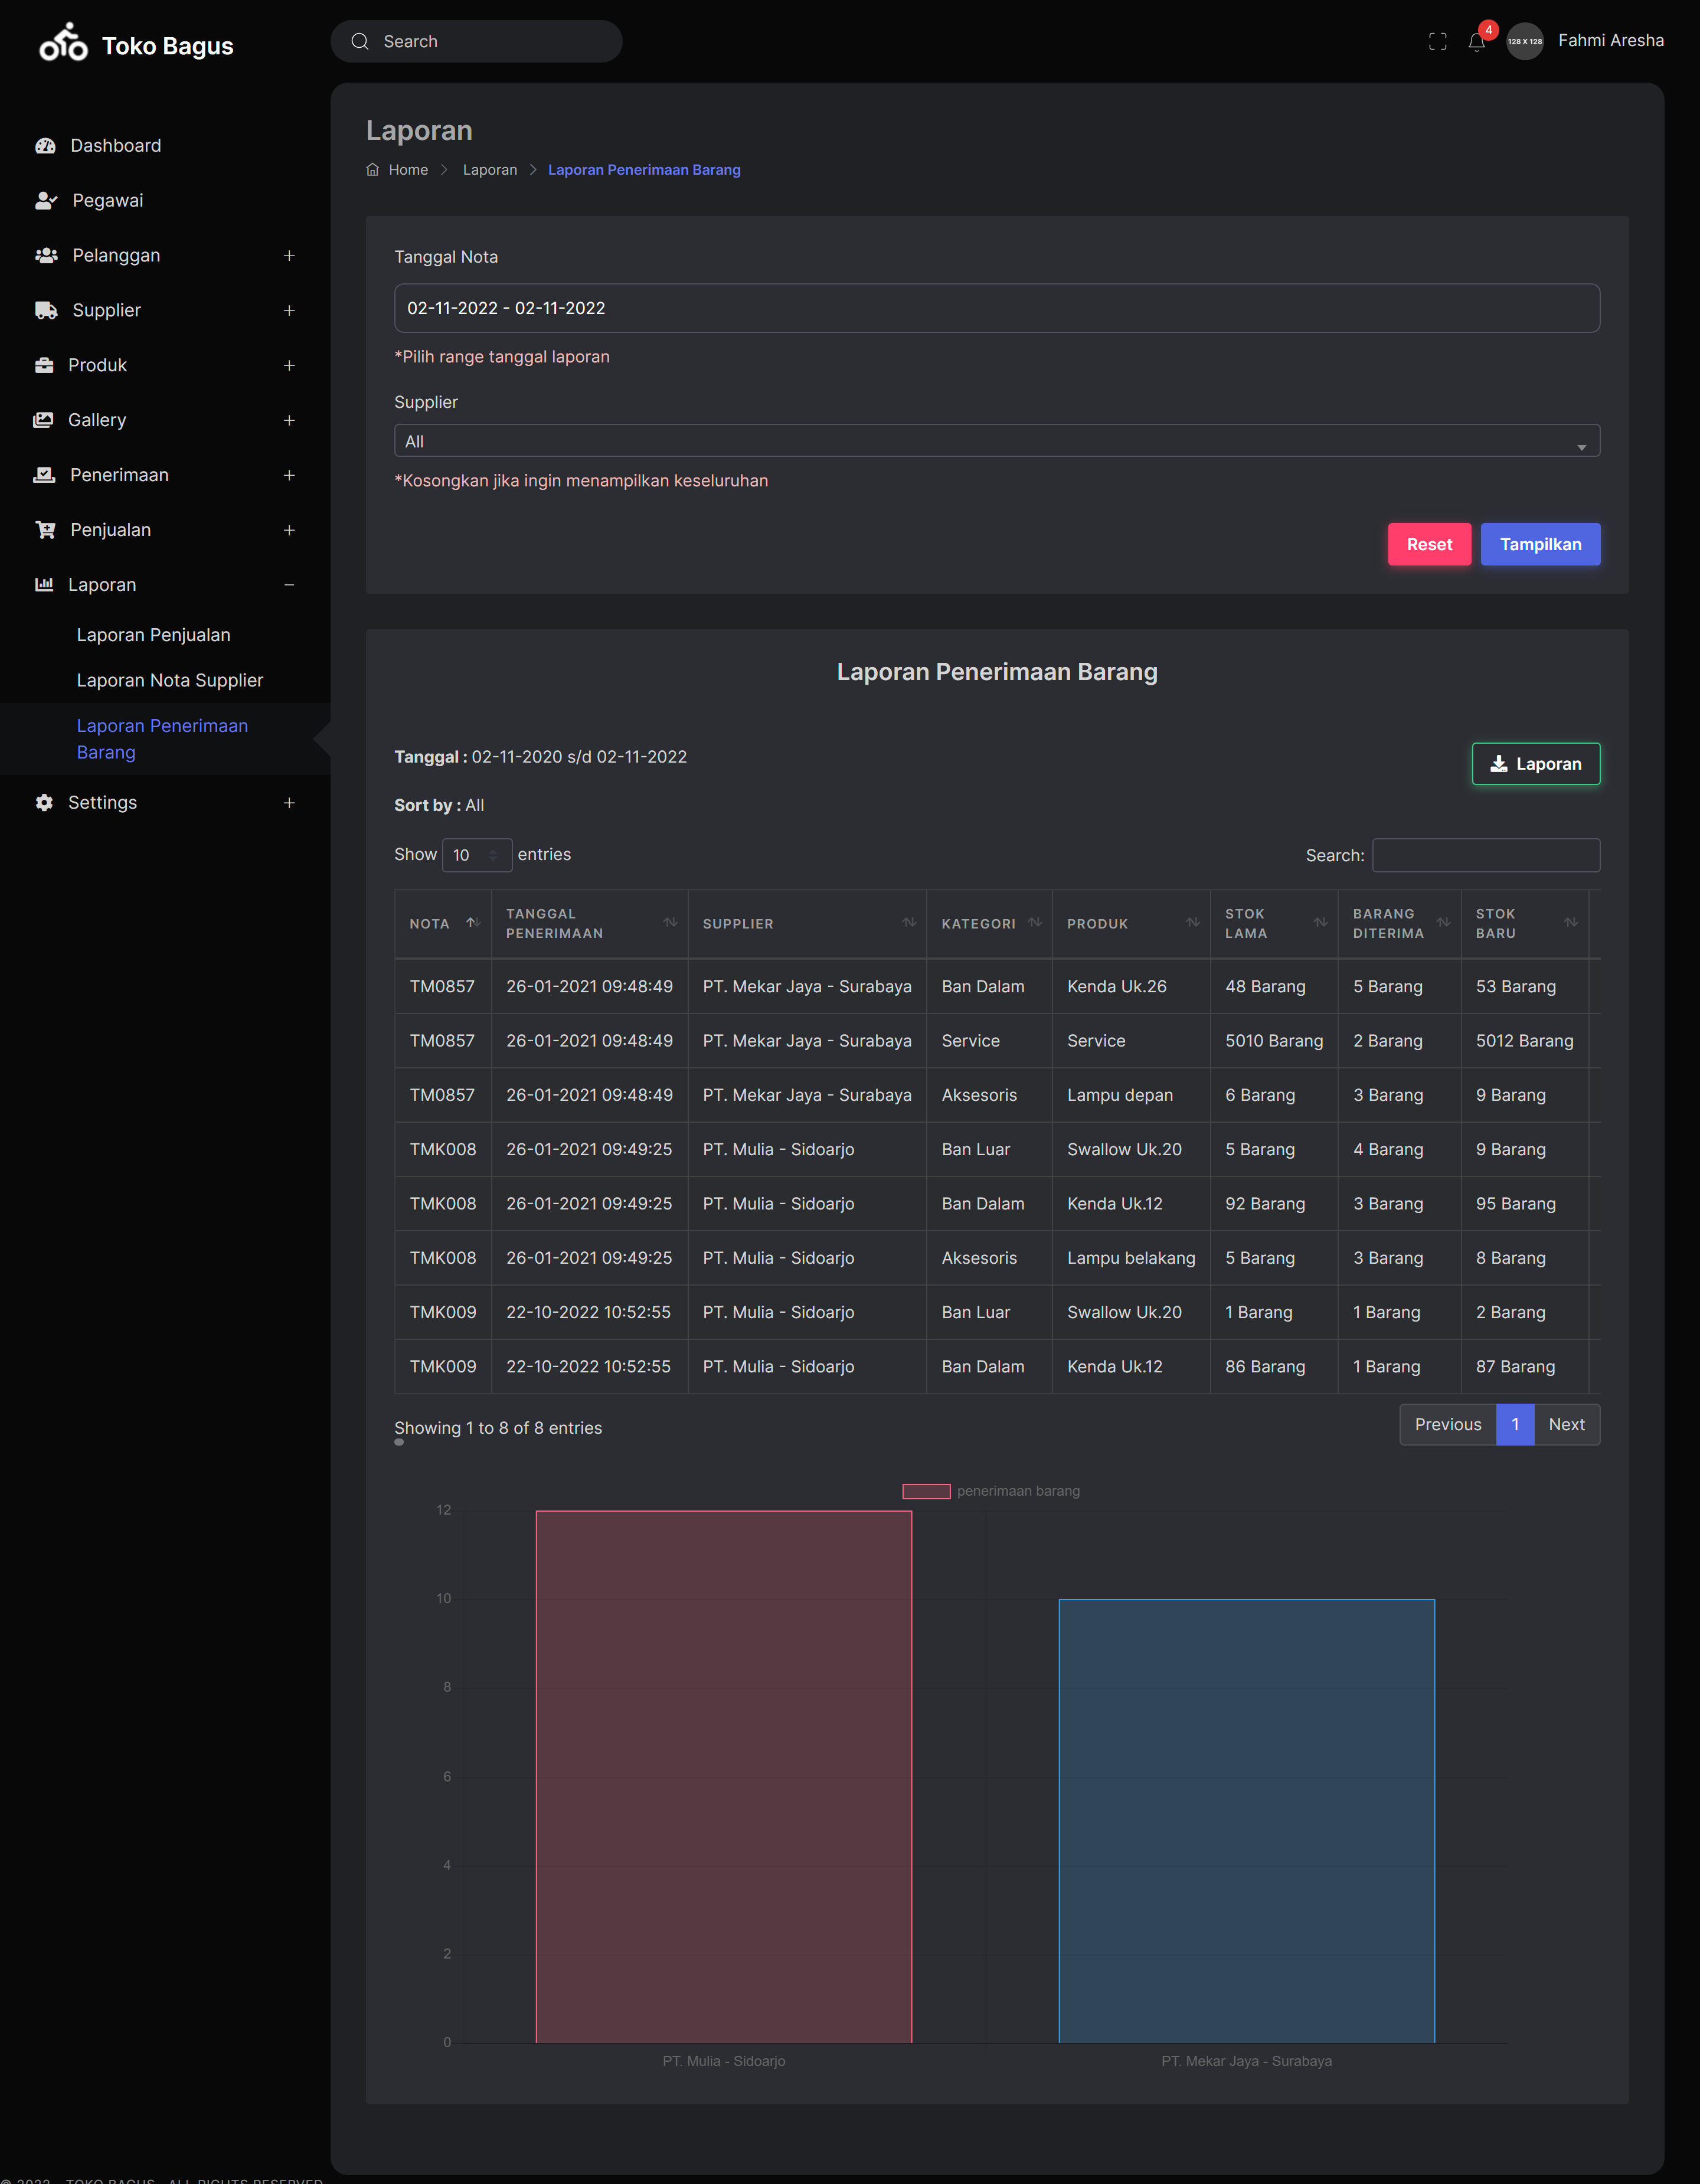 Toko Bagus
Search
4
128 X 128
Fahmi Aresha
Dashboard
Pegawai
Pelanggan
Supplier
Produk
Gallery
Penerimaan
Penjualan
Laporan
Laporan Penjualan
Laporan Nota Supplier
Laporan Penerimaan
Barang
Settings
Laporan
Home Laporan Laporan Penerimaan Barang
Tanggal Nota
02-11-2022 - 02-11-2022
*Pilih range tanggal laporan
Supplier
All
*Kosongkan jika ingin menampilkan keseluruhan
Reset Tampilkan
Laporan Penerimaan Barang
Tanggal : 02-11-2020 s/d 02-11-2022
Laporan
Sort by : All
Show 10 entries
Search:
NOTA TANGGAL PENERIMAAN SUPPLIER KATEGORI PRODUK STOK LAMA BARANG DITERIMA STOK BARU
TM0857 26-01-2021 09:48:49 PT. Mekar Jaya - Surabaya Ban Dalam Kenda Uk.26 48 Barang 5 Barang 53 Barang
TM0857 26-01-2021 09:48:49 PT. Mekar Jaya - Surabaya Service Service 5010 Barang 2 Barang 5012 Barang
TM0857 26-01-2021 09:48:49 PT. Mekar Jaya - Surabaya Aksesoris Lampu depan 6 Barang 3 Barang 9 Barang
TMK008 26-01-2021 09:49:25 PT. Mulia - Sidoarjo Ban Luar Swallow Uk.20 5 Barang 4 Barang 9 Barang
TMK008 26-01-2021 09:49:25 PT. Mulia - Sidoarjo Ban Dalam Kenda Uk.12 92 Barang 3 Barang 95 Barang
TMK008 26-01-2021 09:49:25 PT. Mulia - Sidoarjo Aksesoris Lampu belakang 5 Barang 3 Barang 8 Barang
TMK009 22-10-2022 10:52:55 PT. Mulia - Sidoarjo Ban Luar Swallow Uk.20 1 Barang 1 Barang 2 Barang
TMK009 22-10-2022 10:52:55 PT. Mulia - Sidoarjo Ban Dalam Kenda Uk.12 86 Barang 1 Barang 87 Barang
Showing 1 to 8 of 8 entries
Previous 1 Next
penerimaan barang
12
10
8
6
4
2
0
PT. Mulia - Sidoarjo PT. Mekar Jaya - Surabaya
© 2022 - TOKO BAGUS. ALL RIGHTS RESERVED